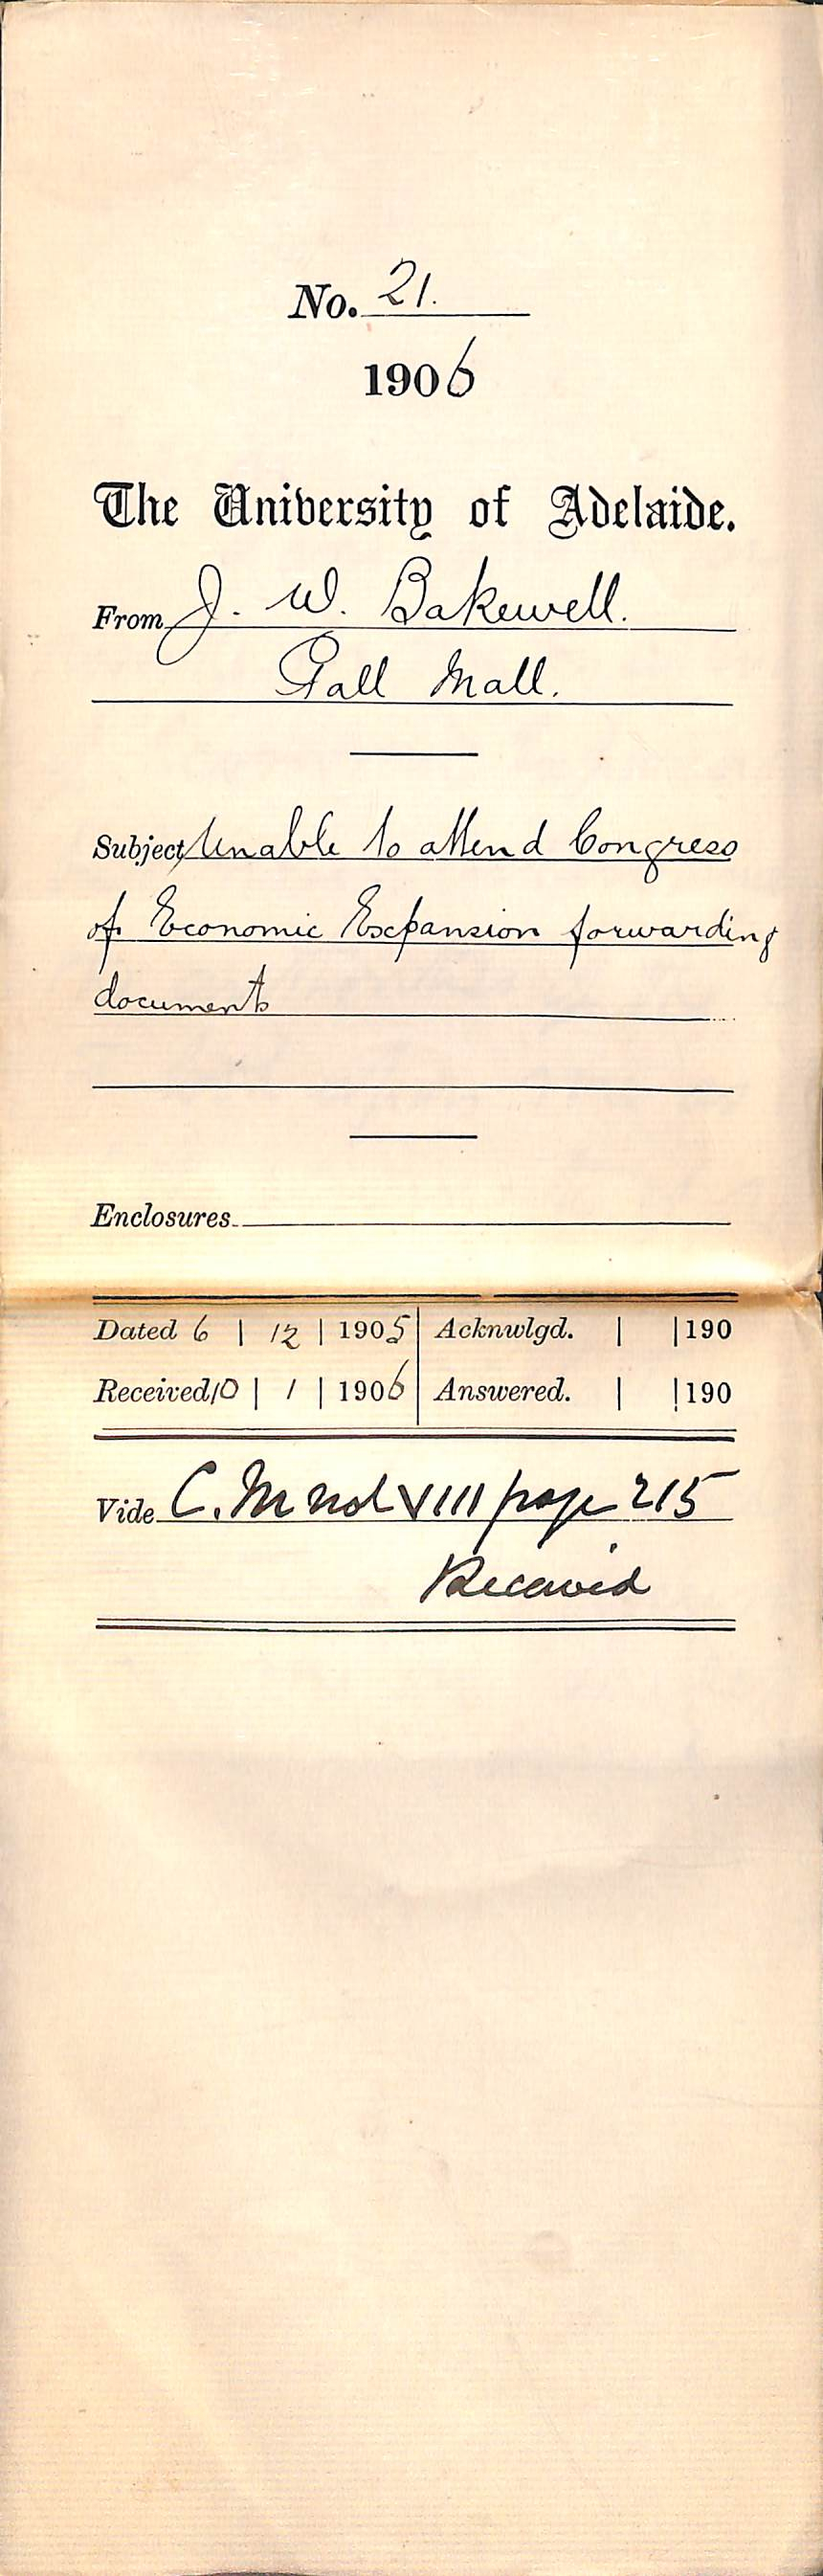 No. 21.
1906
The University of Adelaide.
From J. W. Bakewell.
Pall Mall.
Subject Unable to attend Congress
of Economic Expansion forwarding
documents
Enclosures
Dated 6 | 12 | 1905 | Acknwlgd. | | 190
Received 10 | 1 | 1906 | Answered. | | 190
Vide C. M vol VIII page 215
Received